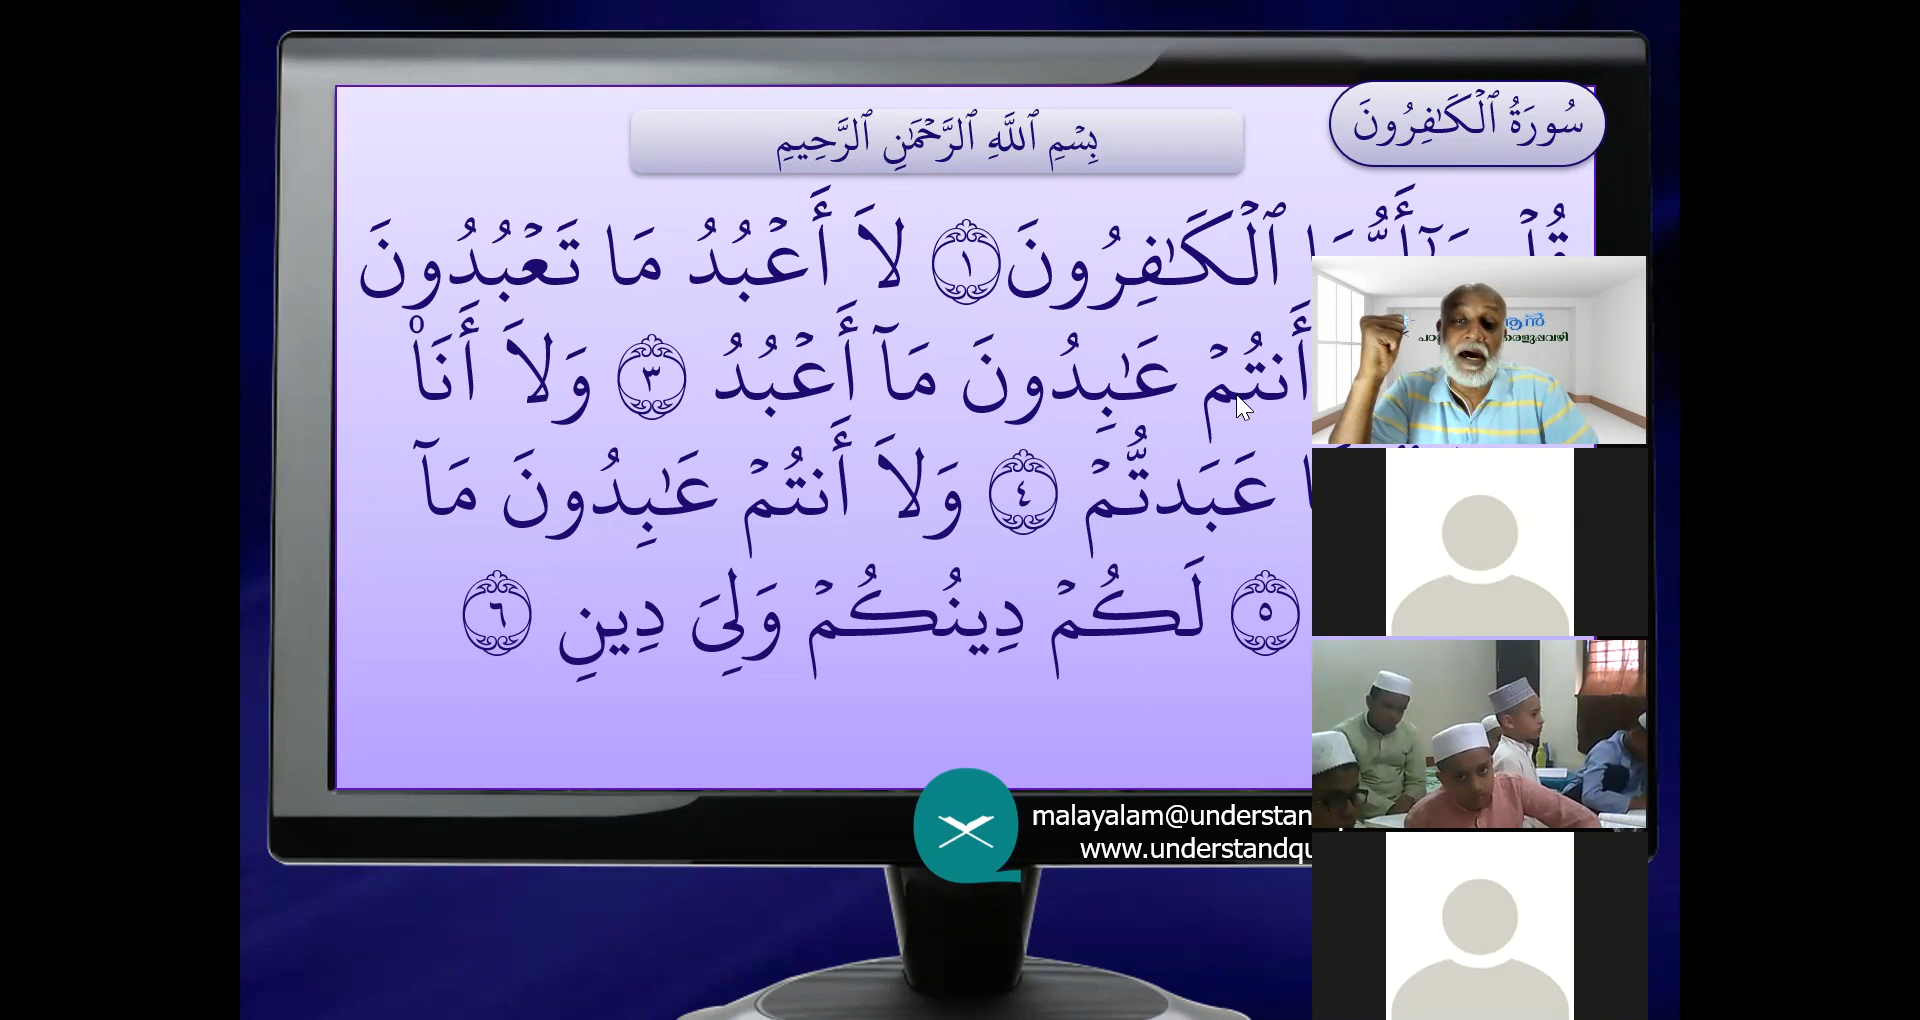 سُورَةُ ٱلْكَـٰفِرُونَ
بِسْمِ ٱللَّهِ ٱلرَّحْمَـٰنِ ٱلرَّحِيمِ
قُلْ يَـٰٓأَيُّهَا ٱلْكَـٰفِرُونَ ١ لَا أَعْبُدُ مَا تَعْبُدُونَ
أَنتُمْ عَـٰبِدُونَ مَآ أَعْبُدُ ٣ وَلَا أَنَا۠
عَبَدتُّمْ ٤ وَلَا أَنتُمْ عَـٰبِدُونَ مَآ
٥ لَكُمْ دِينُكُمْ وَلِىَ دِينِ ٦
malayalam@understan
www.understandqu